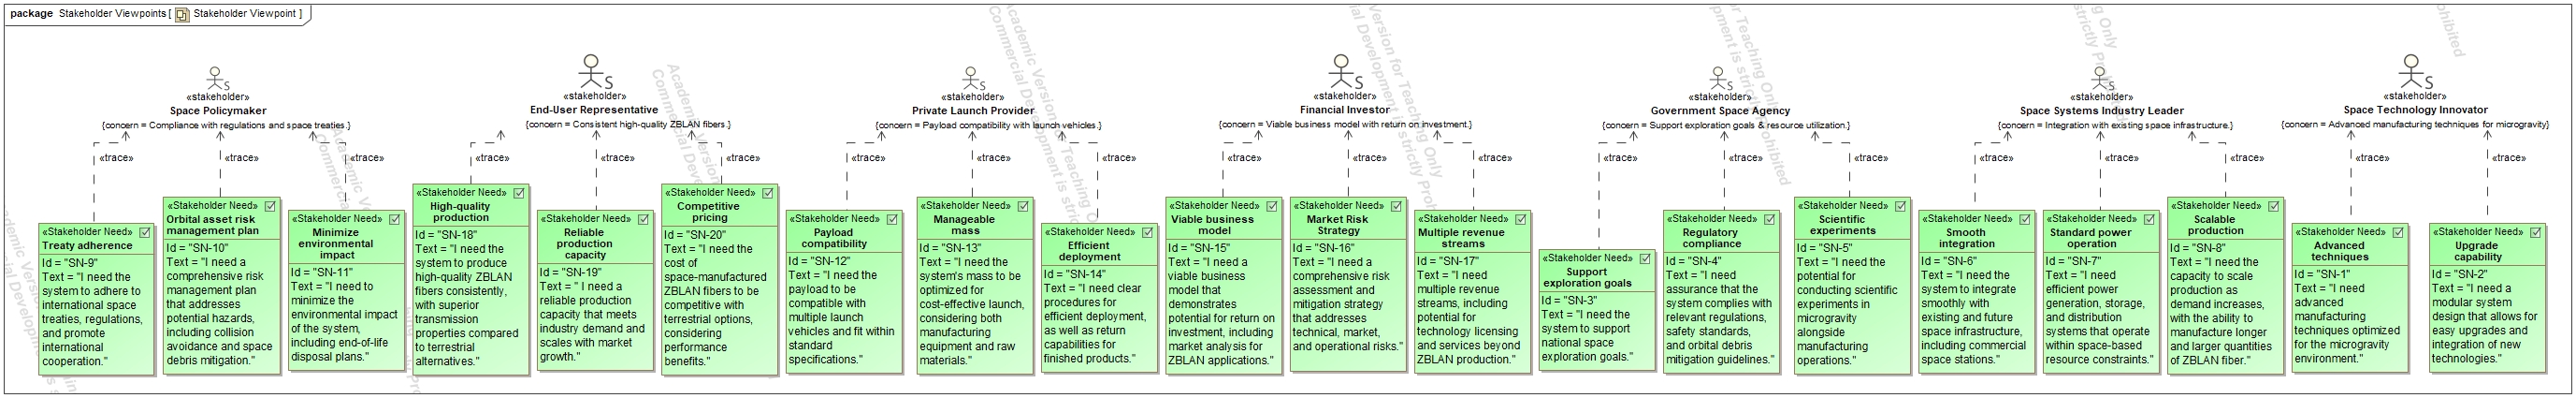 package Stakeholder Viewpoints [ Stakeholder Viewpoint ]
S
«stakeholder»
Space Policymaker
{concern = Compliance with regulations and space treaties.}
«trace»
«trace»
«trace»
«Stakeholder Need»
Treaty adherence
Id = "SN-9"
Text = "I need the
system to adhere to
international space
treaties, regulations,
and promote
international
cooperation."
«Stakeholder Need»
Orbital asset risk
management plan
Id = "SN-10"
Text = "I need a
comprehensive risk
management plan
that addresses
potential hazards,
including collision
avoidance and space
debris mitigation."
«Stakeholder Need»
Minimize
environmental
impact
Id = "SN-11"
Text = "I need to
minimize the
environmental impact
of the system,
including end-of-life
disposal plans."
S
«stakeholder»
End-User Representative
{concern = Consistent high-quality ZBLAN fibers.}
«trace»
«trace»
«trace»
«Stakeholder Need»
High-quality
production
Id = "SN-18"
Text = "I need the
system to produce
high-quality ZBLAN
fibers consistently,
with superior
transmission
properties compared
to terrestrial
alternatives."
«Stakeholder Need»
Reliable
production
capacity
Id = "SN-19"
Text = " I need a
reliable production
capacity that meets
industry demand and
scales with market
growth."
«Stakeholder Need»
Competitive
pricing
Id = "SN-20"
Text = "I need the
cost of
space-manufactured
ZBLAN fibers to be
competitive with
terrestrial options,
considering
performance
benefits."
S
«stakeholder»
Private Launch Provider
{concern = Payload compatibility with launch vehicles.}
«trace»
«trace»
«trace»
«Stakeholder Need»
Payload
compatibility
Id = "SN-12"
Text = "I need the
payload to be
compatible with
multiple launch
vehicles and fit within
standard
specifications."
«Stakeholder Need»
Manageable
mass
Id = "SN-13"
Text = "I need the
system's mass to be
optimized for
cost-effective launch,
considering both
manufacturing
equipment and raw
materials."
«Stakeholder Need»
Efficient
deployment
Id = "SN-14"
Text = "I need clear
procedures for
efficient deployment,
as well as return
capabilities for
finished products."
S
«stakeholder»
Financial Investor
{concern = Viable business model with return on investment.}
«trace»
«trace»
«trace»
«Stakeholder Need»
Viable business
model
Id = "SN-15"
Text = "I need a
viable business
model that
demonstrates
potential for return on
investment, including
market analysis for
ZBLAN applications."
«Stakeholder Need»
Market Risk
Strategy
Id = "SN-16"
Text = "I need a
comprehensive risk
assessment and
mitigation strategy
that addresses
technical, market,
and operational risks."
«Stakeholder Need»
Multiple revenue
streams
Id = "SN-17"
Text = "I need
multiple revenue
streams, including
potential for
technology licensing
and services beyond
ZBLAN production."
S
«stakeholder»
Government Space Agency
{concern = Support exploration goals & resource utilization.}
«trace»
«trace»
«trace»
«Stakeholder Need»
Support
exploration goals
Id = "SN-3"
Text = "I need the
system to support
national space
exploration goals."
«Stakeholder Need»
Regulatory
compliance
Id = "SN-4"
Text = "I need
assurance that the
system complies with
relevant regulations,
safety standards,
and orbital debris
mitigation guidelines."
«Stakeholder Need»
Scientific
experiments
Id = "SN-5"
Text = "I need the
potential for
conducting scientific
experiments in
microgravity
alongside
manufacturing
operations."
S
«stakeholder»
Space Systems Industry Leader
{concern = Integration with existing space infrastructure.}
«trace»
«trace»
«trace»
«Stakeholder Need»
Smooth
integration
Id = "SN-6"
Text = "I need the
system to integrate
smoothly with
existing and future
space infrastructure,
including commercial
space stations."
«Stakeholder Need»
Standard power
operation
Id = "SN-7"
Text = "I need
efficient power
generation, storage,
and distribution
systems that operate
within space-based
resource constraints."
«Stakeholder Need»
Scalable
production
Id = "SN-8"
Text = "I need the
capacity to scale
production as
demand increases,
with the ability to
manufacture longer
and larger quantities
of ZBLAN fiber."
S
«stakeholder»
Space Technology Innovator
{concern = Advanced manufacturing techniques for microgravity}
«trace»
«trace»
«Stakeholder Need»
Advanced
techniques
Id = "SN-1"
Text = "I need
advanced
manufacturing
techniques optimized
for the microgravity
environment."
«Stakeholder Need»
Upgrade
capability
Id = "SN-2"
Text = "I need a
modular system
design that allows for
easy upgrades and
integration of new
technologies."